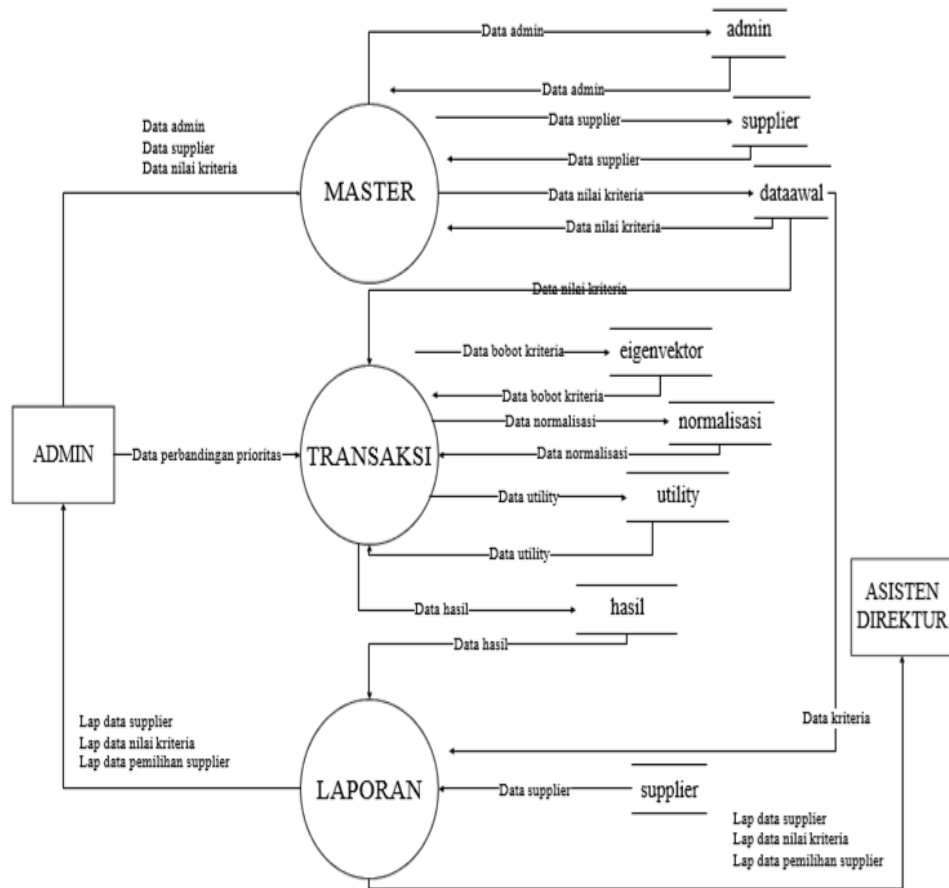 Data admin
admin
Data admin
Data admin
Data supplier
Data nilai kriteria
Data supplier
supplier
Data supplier
MASTER
Data nilai kriteria
dataawal
Data nilai kriteria
Data nilai kriteria
Data bobot kriteria
eigenvektor
Data bobot kriteria
Data normalisasi
normalisasi
ADMIN
Data perbandingan prioritas
TRANSAKSI
Data normalisasi
Data utility
utility
Data utility
ASISTEN
DIREKTUR
Data hasil
hasil
Data hasil
Lap data supplier
Lap data nilai kriteria
Lap data pemilihan supplier
Data kriteria
LAPORAN
Data supplier
supplier
Lap data supplier
Lap data nilai kriteria
Lap data pemilihan supplier